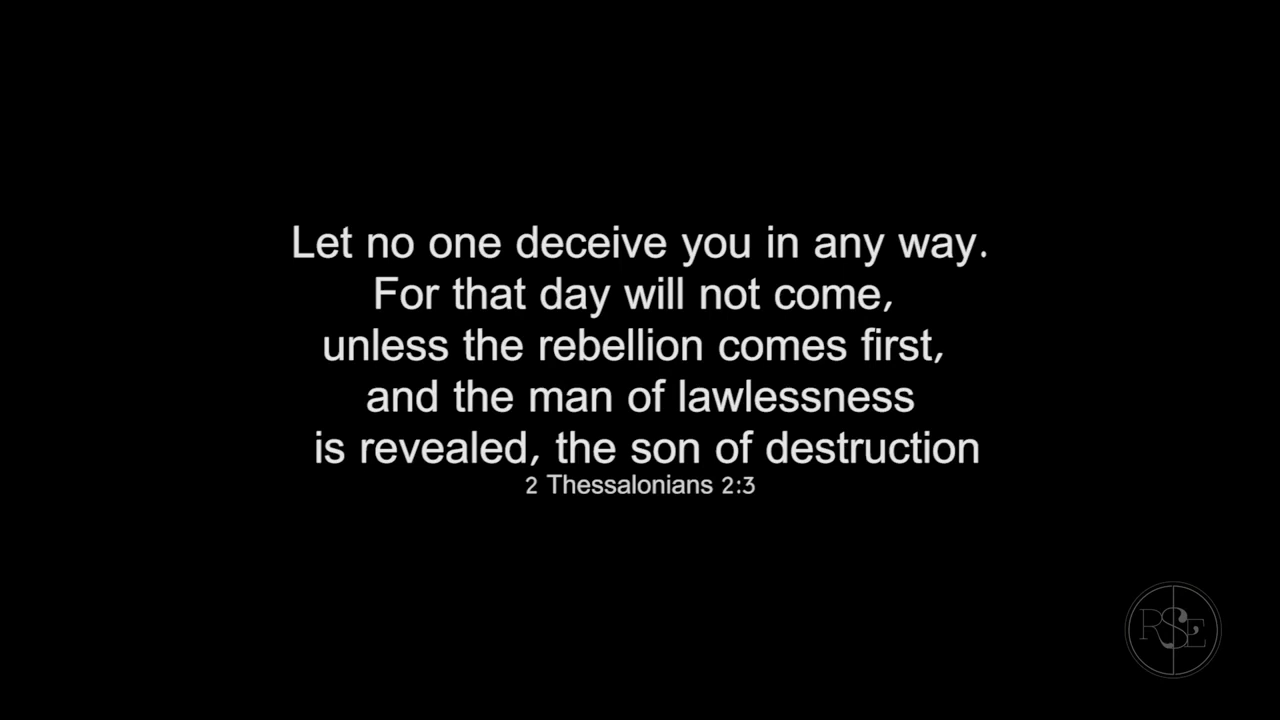 Let no one deceive you in any way.
For that day will not come,
unless the rebellion comes first,
and the man of lawlessness
is revealed, the son of destruction
2 Thessalonians 2:3
RSE